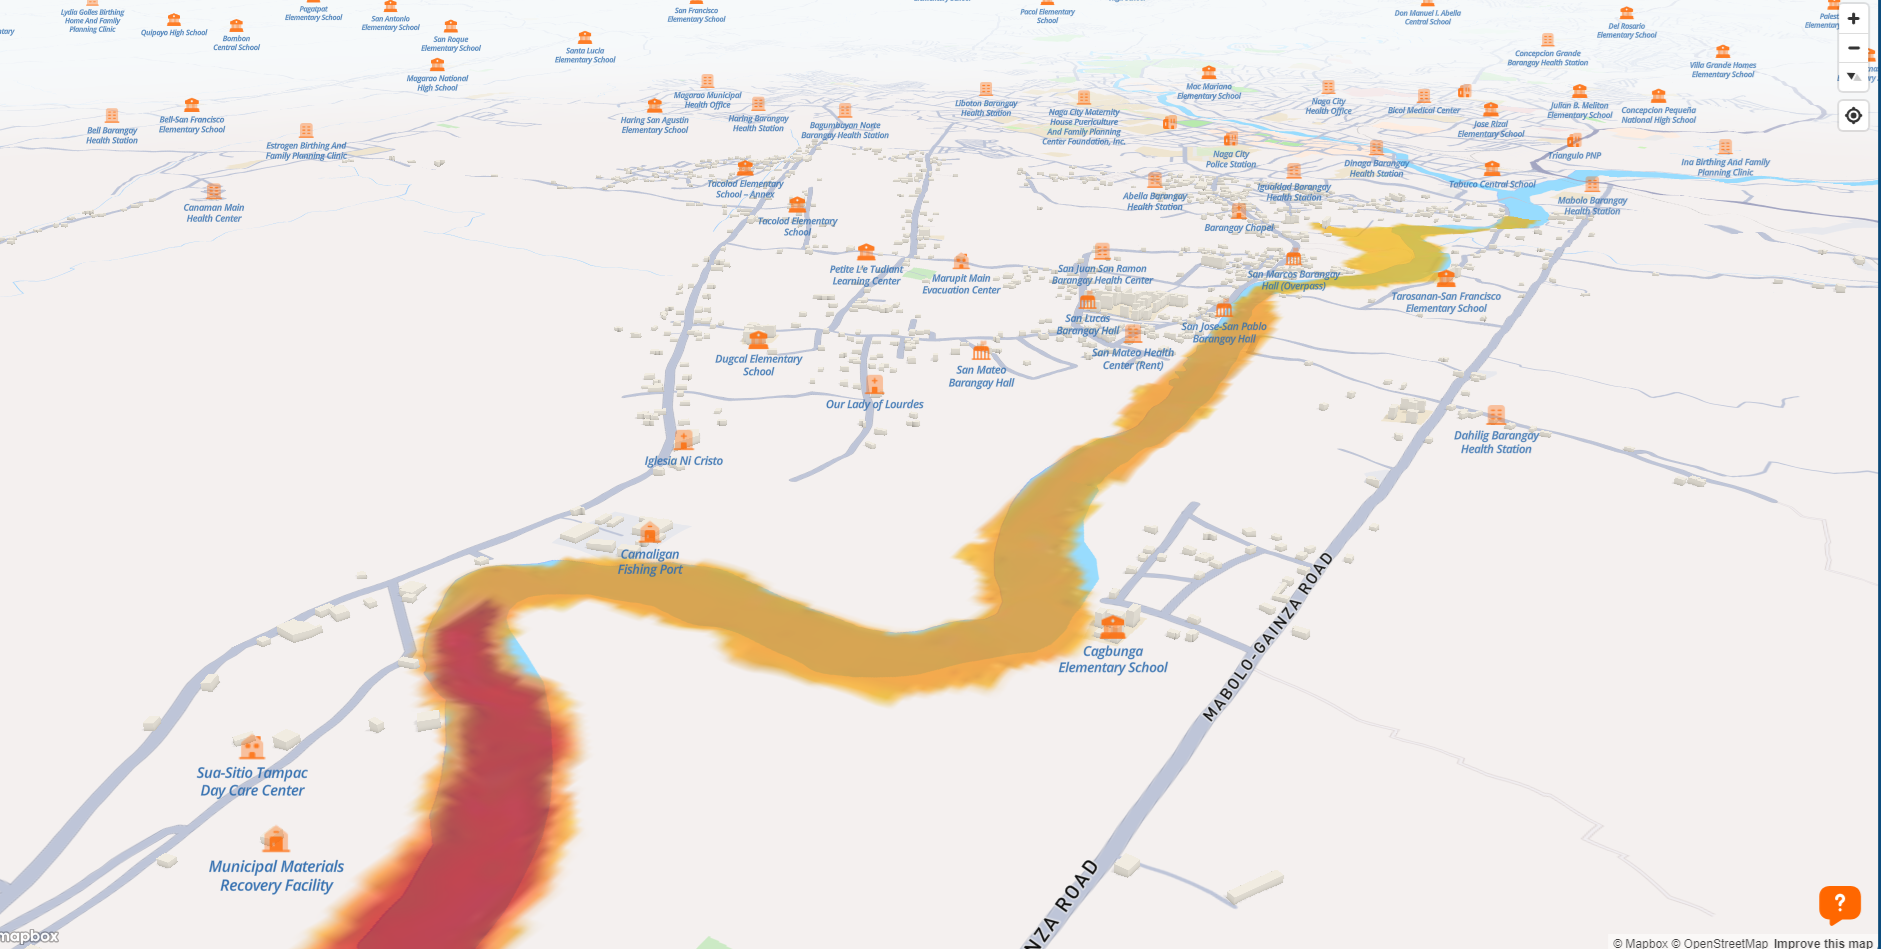 Lydia Golles Birthing
Home And Family
Planning Clinic
Quipayo High School
Bombon
Central School
Pagatpat
Elementary School
San Antonio
Elementary School
San Roque
Elementary School
Magarao National
High School
Santa Lucia
Elementary School
San Francisco
Elementary School
Pacol Elementary
School
Don Manuel I. Abella
Central School
Del Rosario
Elementary School
Concepcion Grande
Barangay Health Station
Villa Grande Homes
Elementary School
Bell Barangay
Health Station
Bell-San Francisco
Elementary School
Estrogen Birthing And
Family Planning Clinic
Canaman Main
Health Center
Magarao Municipal
Health Office
Haring San Agustin
Elementary School
Haring Barangay
Health Station
Bagumbayan Norte
Barangay Health Station
Liboton Barangay
Health Station
Naga City Maternity
House Puericulture
And Family Planning
Center Foundation, Inc.
Mac Mariano
Elementary School
Naga City
Health Office
Bicol Medical Center
Jose Rizal
Elementary School
Julian B. Meliton
Elementary School
Concepcion Pequeña
National High School
Triangulo PNP
Ina Birthing And Family
Planning Clinic
Naga City
Police Station
Dinaga Barangay
Health Station
Tabuco Central School
Mabolo Barangay
Health Station
Igualdad Barangay
Health Station
Abella Barangay
Health Station
Barangay Chapel
Tacolod Elementary
School – Annex
Tacolod Elementary
School
Petite L'e Tudiant
Learning Center
Marupit Main
Evacuation Center
San Juan-San Ramon
Barangay Health Center
San Marcos Barangay
Hall (Overpass)
Tarosanan-San Francisco
Elementary School
San Lucas
Barangay Hall
San Jose-San Pablo
Barangay Hall
San Mateo Health
Center (Rent)
San Mateo
Barangay Hall
Dugcal Elementary
School
Our Lady of Lourdes
Iglesia Ni Cristo
Dahilig Barangay
Health Station
Camaligan
Fishing Port
Cagbunga
Elementary School
MABOLO-GAINZA ROAD
Sua-Sitio Tampac
Day Care Center
Municipal Materials
Recovery Facility
NZA ROAD
?
mapbox
© Mapbox © OpenStreetMap Improve this map